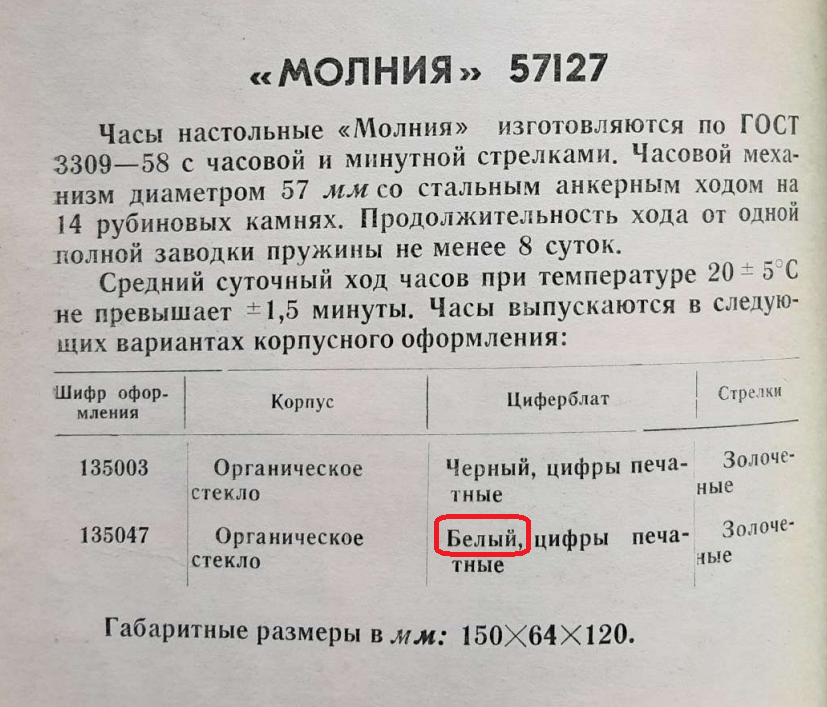 «МОЛНИЯ» 57127
Часы настольные «Молния» изготовляются по ГОСТ
3309—58 с часовой и минутной стрелками. Часовой меха-
низм диаметром 57 мм со стальным анкерным ходом на
14 рубиновых камнях. Продолжительность хода от одной
полной заводки пружины не менее 8 суток.
Средний суточный ход часов при температуре 20 ± 5°С
не превышает ±1,5 минуты. Часы выпускаются в следую-
щих вариантах корпусного оформления:
Шифр офор-
мления
Корпус
Циферблат
Стрелки
135003
Органическое
стекло
Черный, цифры печа-
тные
Золоче-
ные
135047
Органическое
стекло
Белый, цифры печа-
тные
Золоче-
ные
Габаритные размеры в мм: 150×64×120.